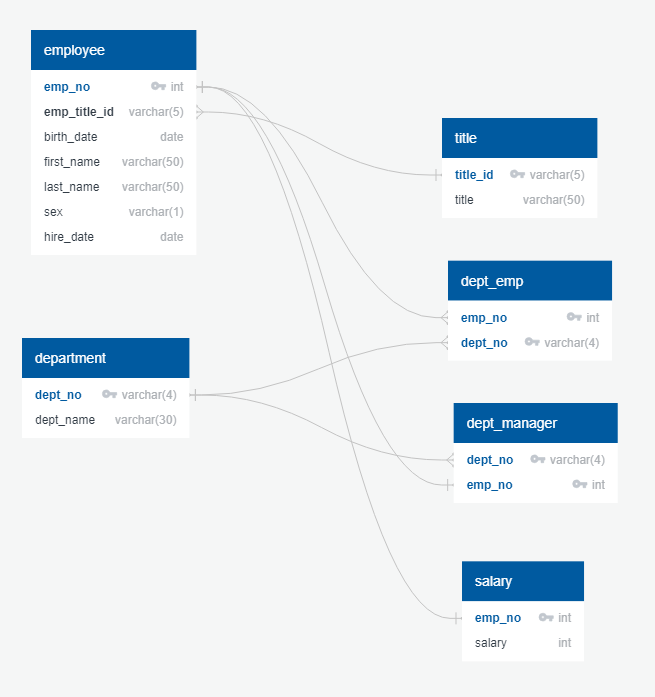 employee
emp_no int
emp_title_id varchar(5)
birth_date date
first_name varchar(50)
last_name varchar(50)
sex varchar(1)
hire_date date
title
title_id varchar(5)
title varchar(50)
dept_emp
emp_no int
dept_no varchar(4)
department
dept_no varchar(4)
dept_name varchar(30)
dept_manager
dept_no varchar(4)
emp_no int
salary
emp_no int
salary int